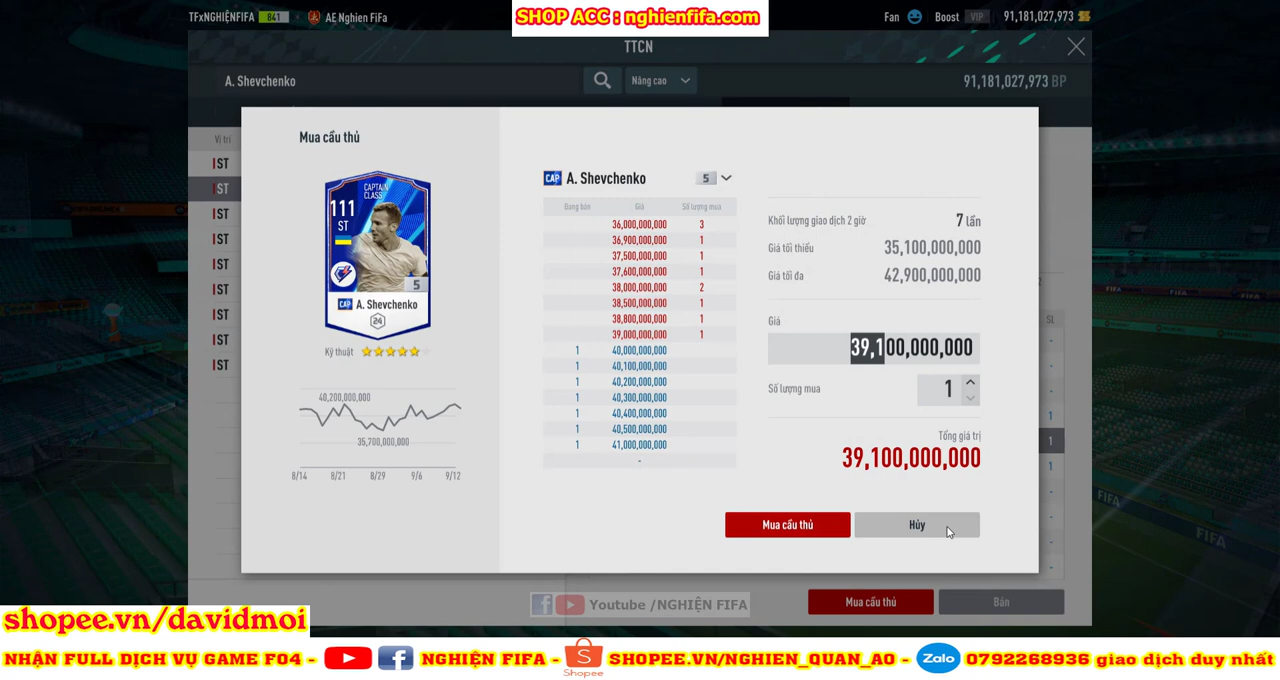 TFxNGHIỆNFIFA 841 AE Nghien FiFa
SHOP ACC : nghienfifa.com
Fan Boost VIP 91,181,027,973
TTCN
A. Shevchenko Nâng cao 91,181,027,973 BP
Vị trí
ST
ST
ST
ST
ST
ST
ST
ST
ST
SL
1
1
1
Mua cầu thủ
CAPTAIN
CLASS
111
ST
5
CAP A. Shevchenko
24
Kỹ thuật
40,200,000,000
35,700,000,000
8/14 8/21 8/29 9/6 9/12
CAP A. Shevchenko 5
Đang bán Giá Số lượng mua
36,000,000,000 3
36,900,000,000 1
37,500,000,000 1
37,600,000,000 1
38,000,000,000 2
38,500,000,000 1
38,800,000,000 1
39,000,000,000 1
1 40,000,000,000
1 40,100,000,000
1 40,200,000,000
1 40,300,000,000
1 40,400,000,000
1 40,500,000,000
1 41,000,000,000
-
Khối lượng giao dịch 2 giờ 7 lần
Giá tối thiểu 35,100,000,000
Giá tối đa 42,900,000,000
Giá
39,100,000,000
Số lượng mua 1
Tổng giá trị
39,100,000,000
Mua cầu thủ Hủy
Youtube /NGHIỆN FIFA
Mua cầu thủ Bán
shopee.vn/davidmoi
NHẬN FULL DỊCH VỤ GAME FO4 - NGHIỆN FIFA - Shopee SHOPEE.VN/NGHIEN_QUAN_AO - Zalo 0792268936 giao dịch duy nhất